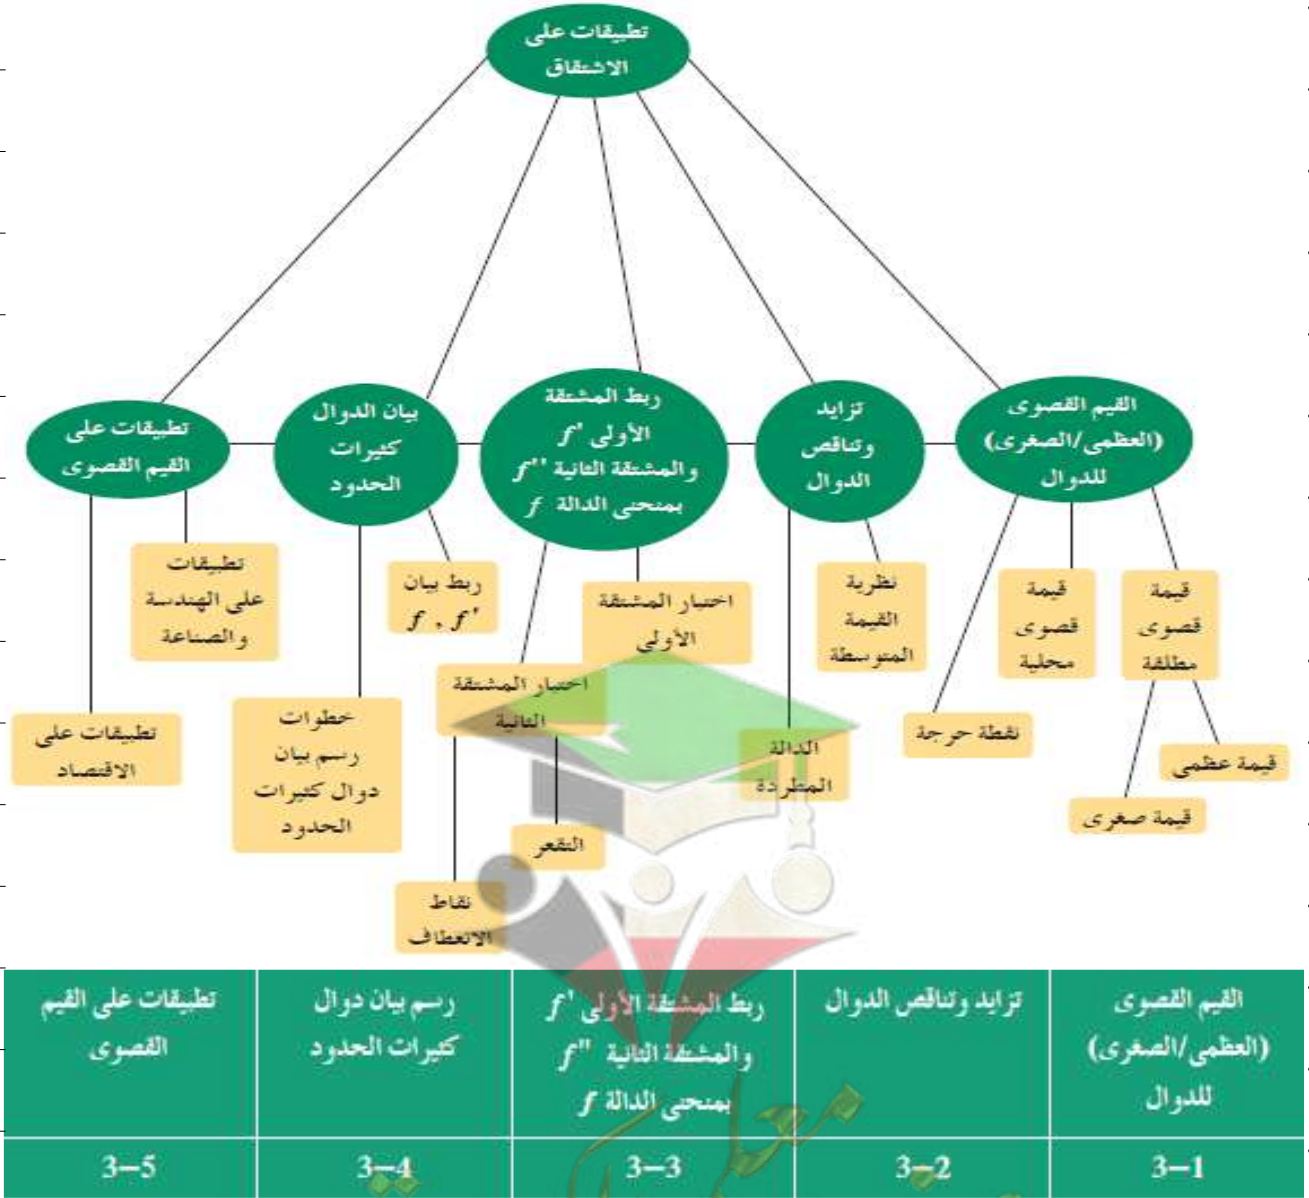 تطبيقات على
الاشتقاق
القيم القصوى
(العظمى/الصغرى)
للدوال
تزايد
وتناقص
الدوال
ربط المشتقة
الأولى f'
والمشتقة الثانية f''
بمنحنى الدالة f
بيان الدوال
كثيرات
الحدود
تطبيقات على
القيم القصوى
قيمة
قصوى
مطلقة
قيمة
قصوى
محلية
نقطة حرجة
قيمة عظمى
قيمة صغرى
نظرية
القيمة
المتوسطة
الدالة
المطردة
اختبار المشتقة
الأولى
اختبار المشتقة
الثانية
التقعر
نقاط
الانعطاف
ربط بيان
f , f'
خطوات
رسم بيان
دوال كثيرات
الحدود
تطبيقات
على الهندسة
والصناعة
تطبيقات على
الاقتصاد
القيم القصوى
(العظمى/الصغرى)
للدوال
تزايد وتناقص الدوال
ربط المشتقة الأولى f'
والمشتقة الثانية f''
بمنحنى الدالة f
رسم بيان دوال
كثيرات الحدود
تطبيقات على القيم
القصوى
3–1
3–2
3–3
3–4
3–5